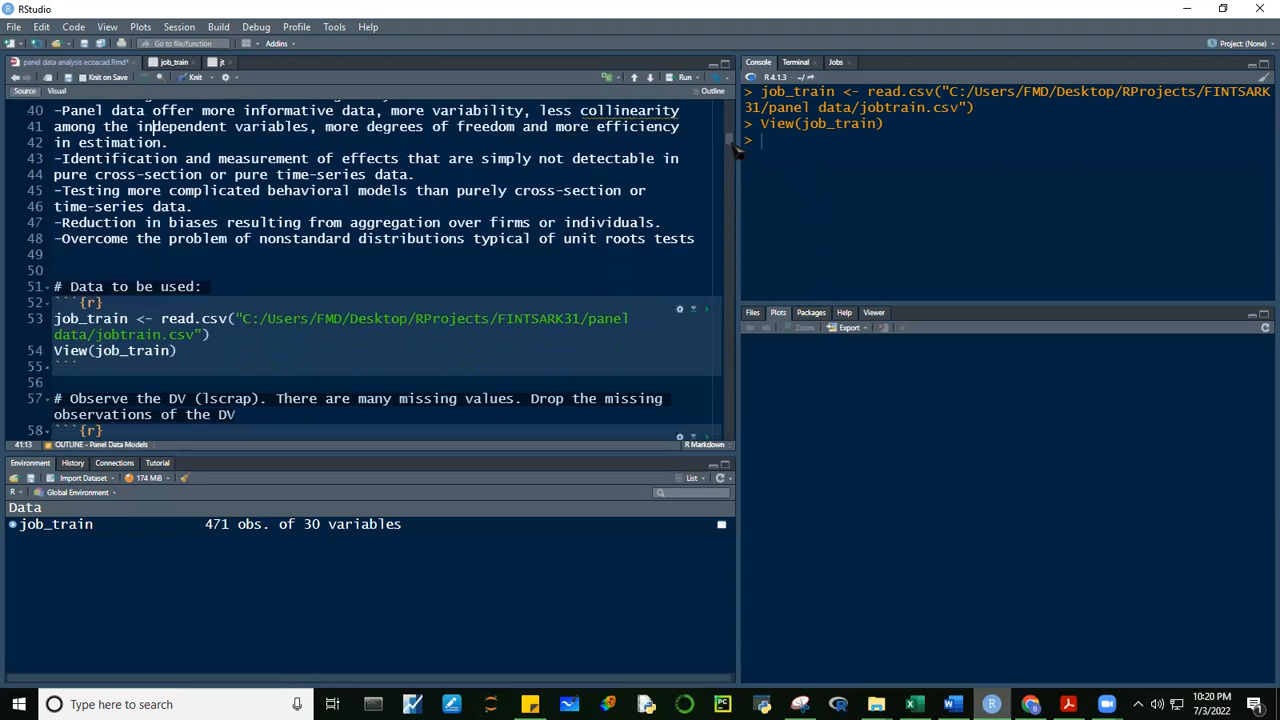 RStudio
File Edit Code View Plots Session Build Debug Profile Tools Help
Go to file/function Addins Project: (None)
panel data analysis ecoacad.Rmd* job_train jt
Knit on Save Knit Run
Source Visual Outline
40 -Panel data offer more informative data, more variability, less collinearity
41 among the independent variables, more degrees of freedom and more efficiency
42 in estimation.
43 -Identification and measurement of effects that are simply not detectable in
44 pure cross-section or pure time-series data.
45 -Testing more complicated behavioral models than purely cross-section or
46 time-series data.
47 -Reduction in biases resulting from aggregation over firms or individuals.
48 -Overcome the problem of nonstandard distributions typical of unit roots tests
49
50
51 # Data to be used:
52 ```{r}
53 job_train <- read.csv("C:/Users/FMD/Desktop/RProjects/FINTSARK31/panel
data/jobtrain.csv")
54 View(job_train)
55 ```
56
57 # Observe the DV (lscrap). There are many missing values. Drop the missing
observations of the DV
58 ```{r}
41:13 OUTLINE - Panel Data Models R Markdown
Environment History Connections Tutorial
Import Dataset 174 MiB List
R Global Environment
Data
job_train 471 obs. of 30 variables
Console Terminal Jobs
R 4.1.3 · ~/
> job_train <- read.csv("C:/Users/FMD/Desktop/RProjects/FINTSARK
31/panel data/jobtrain.csv")
> View(job_train)
>
Files Plots Packages Help Viewer
Zoom Export
Type here to search
10:20 PM
7/3/2022